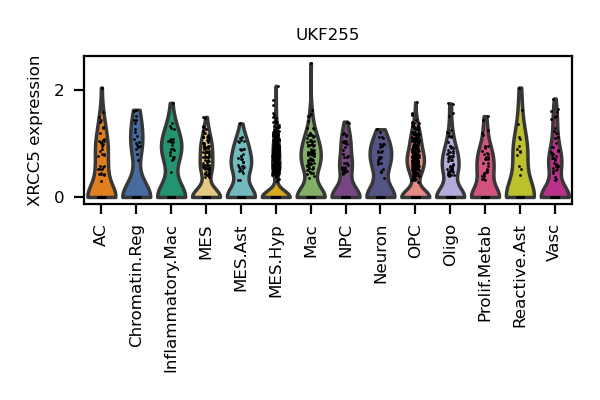 UKF255
XRCC5 expression
2
0
AC
Chromatin.Reg
Inflammatory.Mac
MES
MES.Ast
MES.Hyp
Mac
NPC
Neuron
OPC
Oligo
Prolif.Metab
Reactive.Ast
Vasc